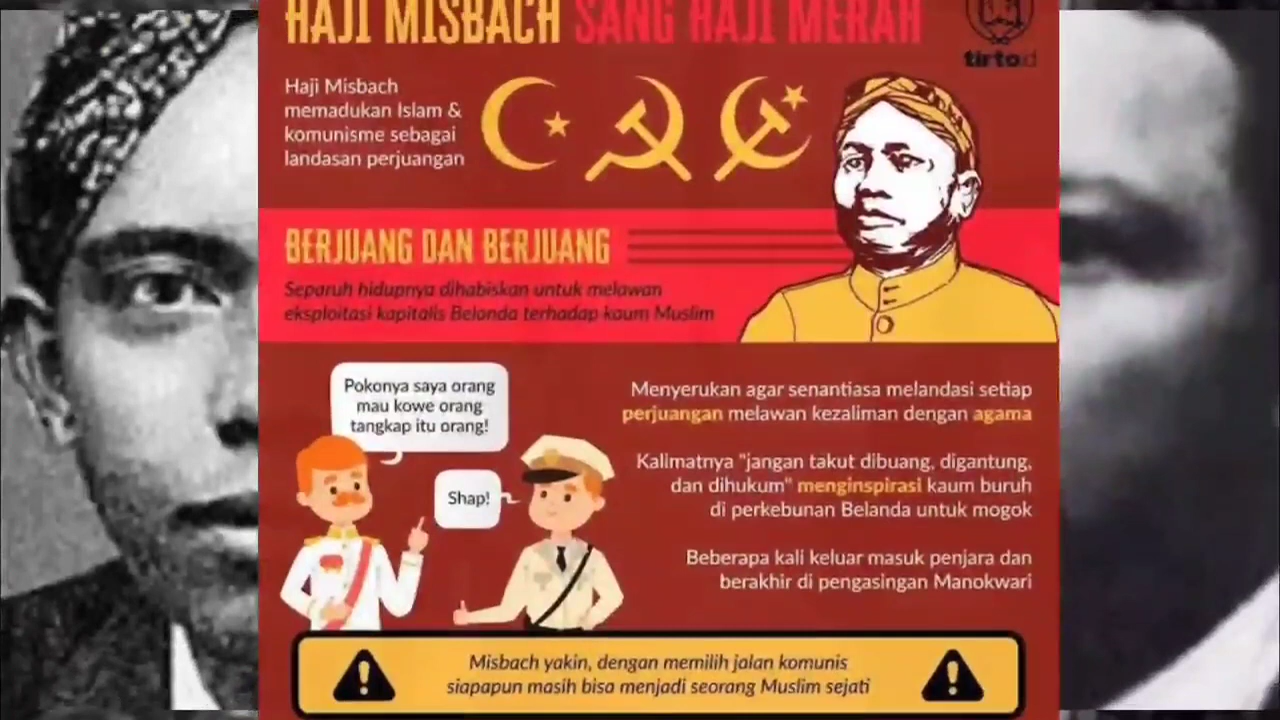 HAJI MISBACH SANG HAJI MERAH
tirto.id
Haji Misbach
memadukan Islam &
komunisme sebagai
landasan perjuangan
BERJUANG DAN BERJUANG
Separuh hidupnya dihabiskan untuk melawan
eksploitasi kapitalis Belanda terhadap kaum Muslim
Pokonya saya orang
mau kowe orang
tangkap itu orang!
Shap!
Menyerukan agar senantiasa melandasi setiap
perjuangan melawan kezaliman dengan agama
Kalimatnya "jangan takut dibuang, digantung,
dan dihukum" menginspirasi kaum buruh
di perkebunan Belanda untuk mogok
Beberapa kali keluar masuk penjara dan
berakhir di pengasingan Manokwari
Misbach yakin, dengan memilih jalan komunis
siapapun masih bisa menjadi seorang Muslim sejati